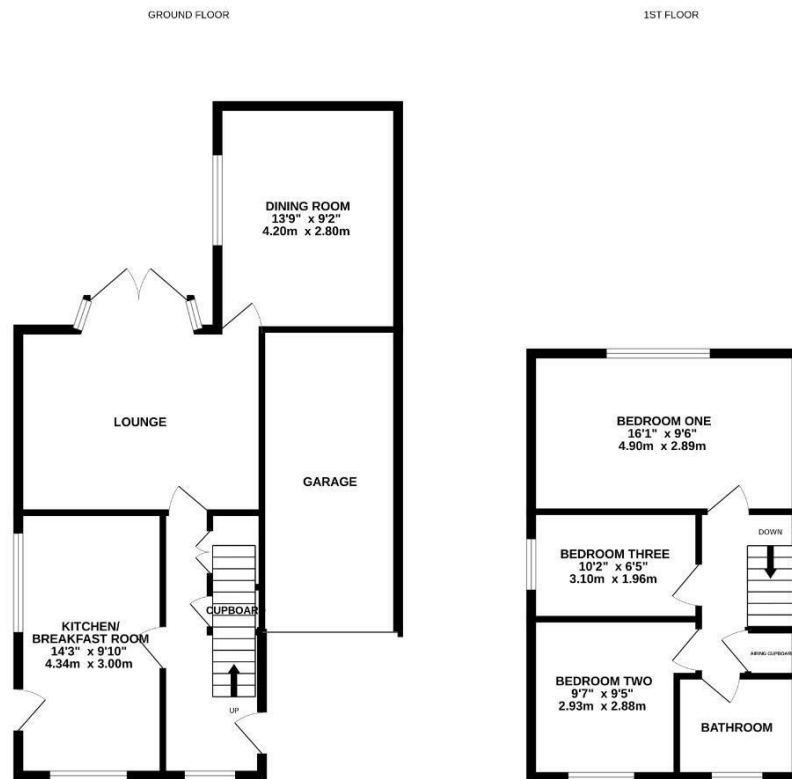 GROUND FLOOR
1ST FLOOR
DINING ROOM
13'9" x 9'2"
4.20m x 2.80m
LOUNGE
GARAGE
KITCHEN/
BREAKFAST ROOM
14'3" x 9'10"
4.34m x 3.00m
CUPBOARD
UP
BEDROOM ONE
16'1" x 9'6"
4.90m x 2.89m
DOWN
BEDROOM THREE
10'2" x 6'5"
3.10m x 1.96m
AIRING CUPBOARD
BEDROOM TWO
9'7" x 9'5"
2.93m x 2.88m
BATHROOM